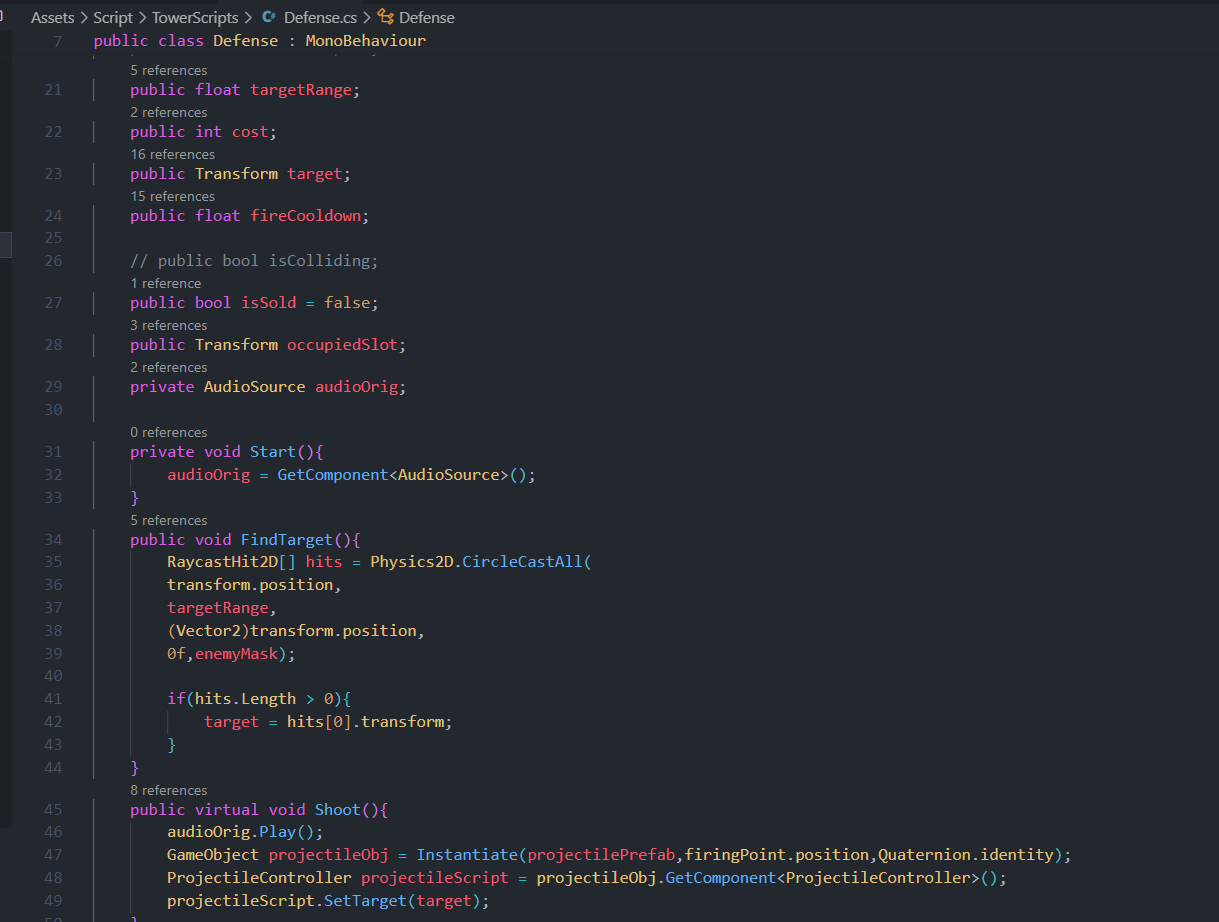 Assets > Script > TowerScripts > Defense.cs > Defense
7 public class Defense : MonoBehaviour
5 references
21 public float targetRange;
2 references
22 public int cost;
16 references
23 public Transform target;
15 references
24 public float fireCooldown;
25
26 // public bool isColliding;
1 reference
27 public bool isSold = false;
3 references
28 public Transform occupiedSlot;
2 references
29 private AudioSource audioOrig;
30
0 references
31 private void Start(){
32 audioOrig = GetComponent<AudioSource>();
33 }
5 references
34 public void FindTarget(){
35 RaycastHit2D[] hits = Physics2D.CircleCastAll(
36 transform.position,
37 targetRange,
38 (Vector2)transform.position,
39 0f,enemyMask);
40
41 if(hits.Length > 0){
42 target = hits[0].transform;
43 }
44 }
8 references
45 public virtual void Shoot(){
46 audioOrig.Play();
47 GameObject projectileObj = Instantiate(projectilePrefab,firingPoint.position,Quaternion.identity);
48 ProjectileController projectileScript = projectileObj.GetComponent<ProjectileController>();
49 projectileScript.SetTarget(target);